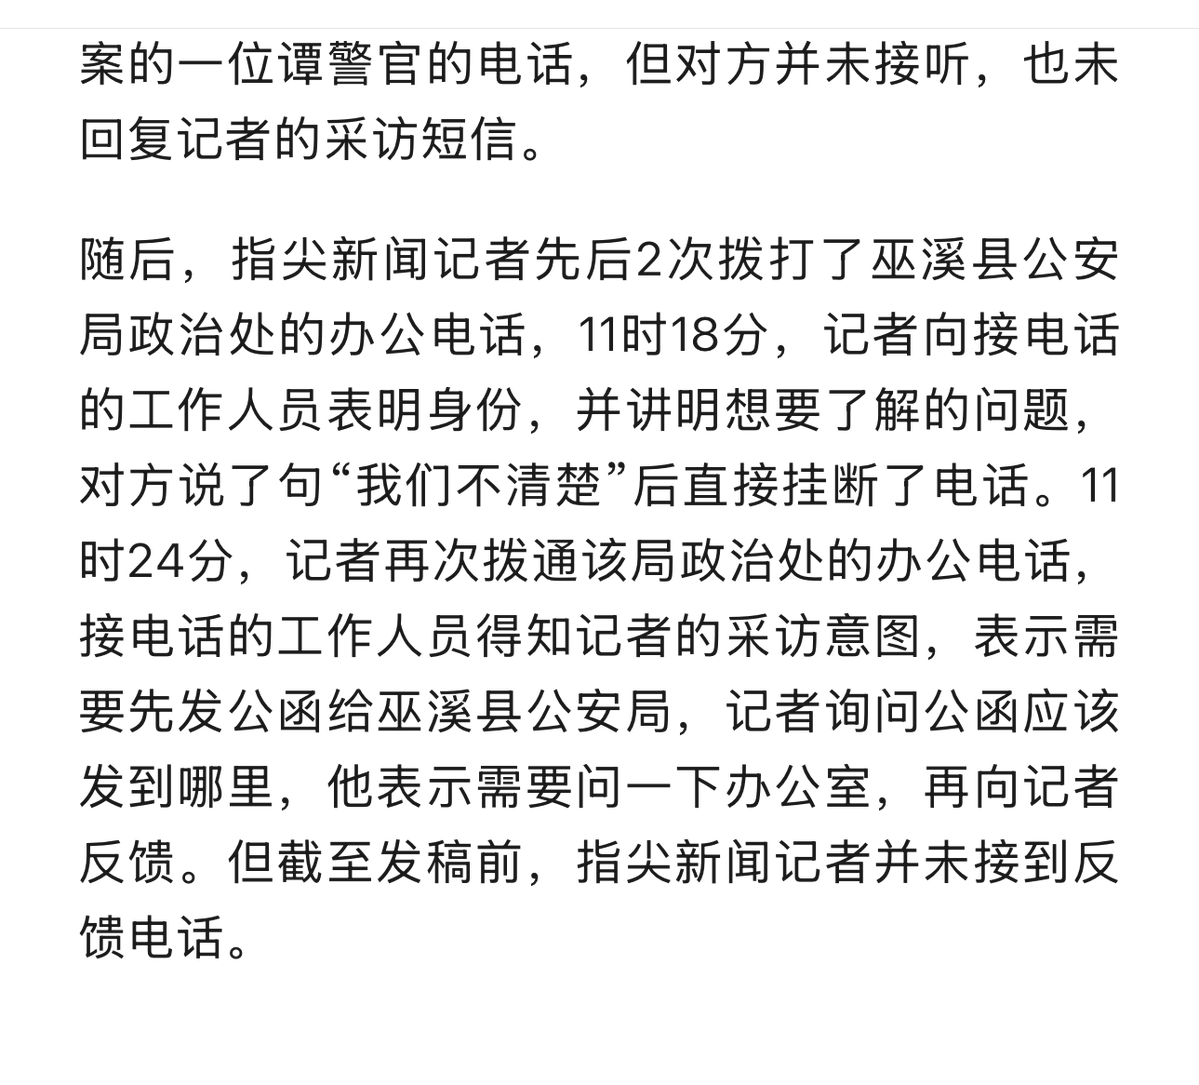 案的一位谭警官的电话，但对方并未接听，也未
回复记者的采访短信。
随后，指尖新闻记者先后2次拨打了巫溪县公安
局政治处的办公电话，11时18分，记者向接电话
的工作人员表明身份，并讲明想要了解的问题，
对方说了句“我们不清楚”后直接挂断了电话。11
时24分，记者再次拨通该局政治处的办公电话，
接电话的工作人员得知记者的采访意图，表示需
要先发公函给巫溪县公安局，记者询问公函应该
发到哪里，他表示需要问一下办公室，再向记者
反馈。但截至发稿前，指尖新闻记者并未接到反
馈电话。